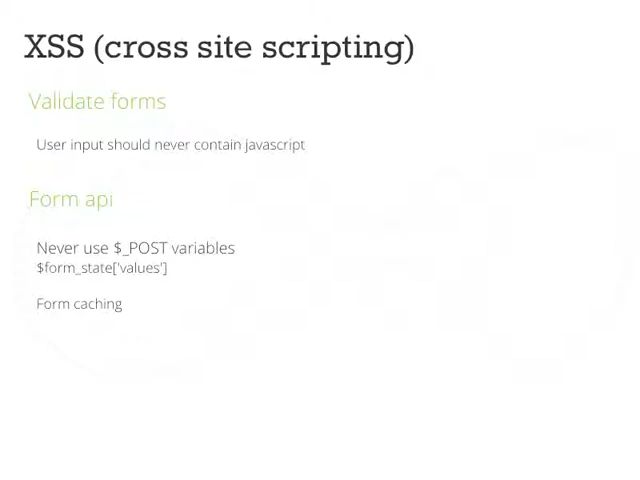 XSS (cross site scripting)
Validate forms
User input should never contain javascript
Form api
Never use $_POST variables
$form_state['values']
Form caching